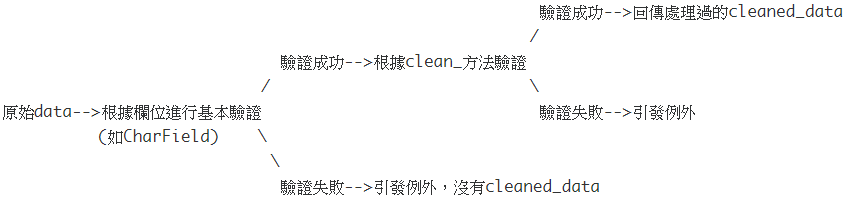 驗證成功-->回傳處理過的cleaned_data
/
驗證成功-->根據clean_方法驗證
/ \
原始data-->根據欄位進行基本驗證 驗證失敗-->引發例外
(如CharField) \
\
驗證失敗-->引發例外，沒有cleaned_data